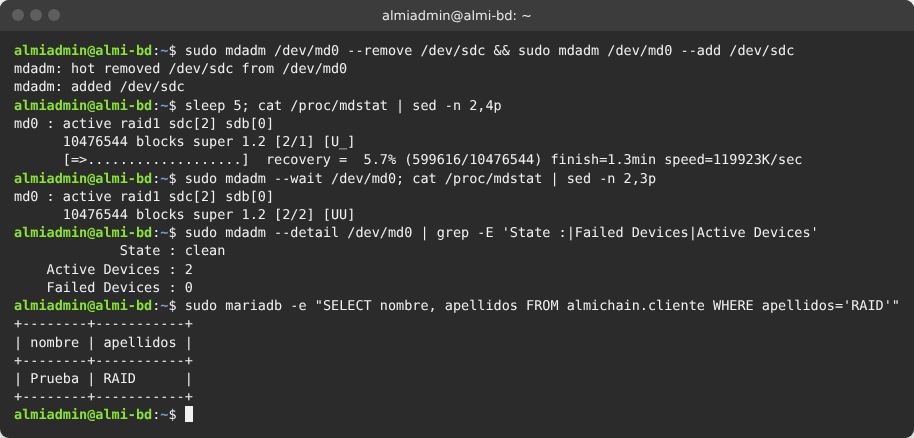 almiadmin@almi-bd: ~
almiadmin@almi-bd:~$ sudo mdadm /dev/md0 --remove /dev/sdc && sudo mdadm /dev/md0 --add /dev/sdc
mdadm: hot removed /dev/sdc from /dev/md0
mdadm: added /dev/sdc
almiadmin@almi-bd:~$ sleep 5; cat /proc/mdstat | sed -n 2,4p
md0 : active raid1 sdc[2] sdb[0]
      10476544 blocks super 1.2 [2/1] [U_]
      [=>...................]  recovery =  5.7% (599616/10476544) finish=1.3min speed=119923K/sec
almiadmin@almi-bd:~$ sudo mdadm --wait /dev/md0; cat /proc/mdstat | sed -n 2,3p
md0 : active raid1 sdc[2] sdb[0]
      10476544 blocks super 1.2 [2/2] [UU]
almiadmin@almi-bd:~$ sudo mdadm --detail /dev/md0 | grep -E 'State :|Failed Devices|Active Devices'
             State : clean
    Active Devices : 2
    Failed Devices : 0
almiadmin@almi-bd:~$ sudo mariadb -e "SELECT nombre, apellidos FROM almichain.cliente WHERE apellidos='RAID'"
+--------+-----------+
| nombre | apellidos |
+--------+-----------+
| Prueba | RAID      |
+--------+-----------+
almiadmin@almi-bd:~$